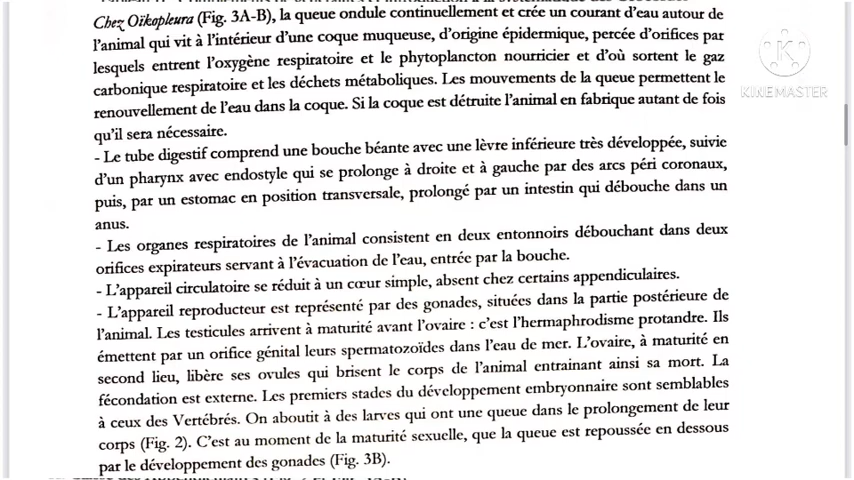 Chez Oïkopleura (Fig. 3A-B), la queue ondule continuellement et crée un courant d'eau autour de
l'animal qui vit à l'intérieur d'une coque muqueuse, d'origine épidermique, percée d'orifices par
lesquels entrent l'oxygène respiratoire et le phytoplancton nourricier et d'où sortent le gaz
carbonique respiratoire et les déchets métaboliques. Les mouvements de la queue permettent le
renouvellement de l'eau dans la coque. Si la coque est détruite l'animal en fabrique autant de fois
qu'il sera nécessaire.
- Le tube digestif comprend une bouche béante avec une lèvre inférieure très développée, suivie
d'un pharynx avec endostyle qui se prolonge à droite et à gauche par des arcs péri coronaux,
puis, par un estomac en position transversale, prolongé par un intestin qui débouche dans un
anus.
- Les organes respiratoires de l'animal consistent en deux entonnoirs débouchant dans deux
orifices expirateurs servant à l'évacuation de l'eau, entrée par la bouche.
- L'appareil circulatoire se réduit à un cœur simple, absent chez certains appendiculaires.
- L'appareil reproducteur est représenté par des gonades, situées dans la partie postérieure de
l'animal. Les testicules arrivent à maturité avant l'ovaire : c'est l'hermaphrodisme protandre. Ils
émettent par un orifice génital leurs spermatozoïdes dans l'eau de mer. L'ovaire, à maturité en
second lieu, libère ses ovules qui brisent le corps de l'animal entrainant ainsi sa mort. La
fécondation est externe. Les premiers stades du développement embryonnaire sont semblables
à ceux des Vertébrés. On aboutit à des larves qui ont une queue dans le prolongement de leur
corps (Fig. 2). C'est au moment de la maturité sexuelle, que la queue est repoussée en dessous
par le développement des gonades (Fig. 3B).
KINEMASTER